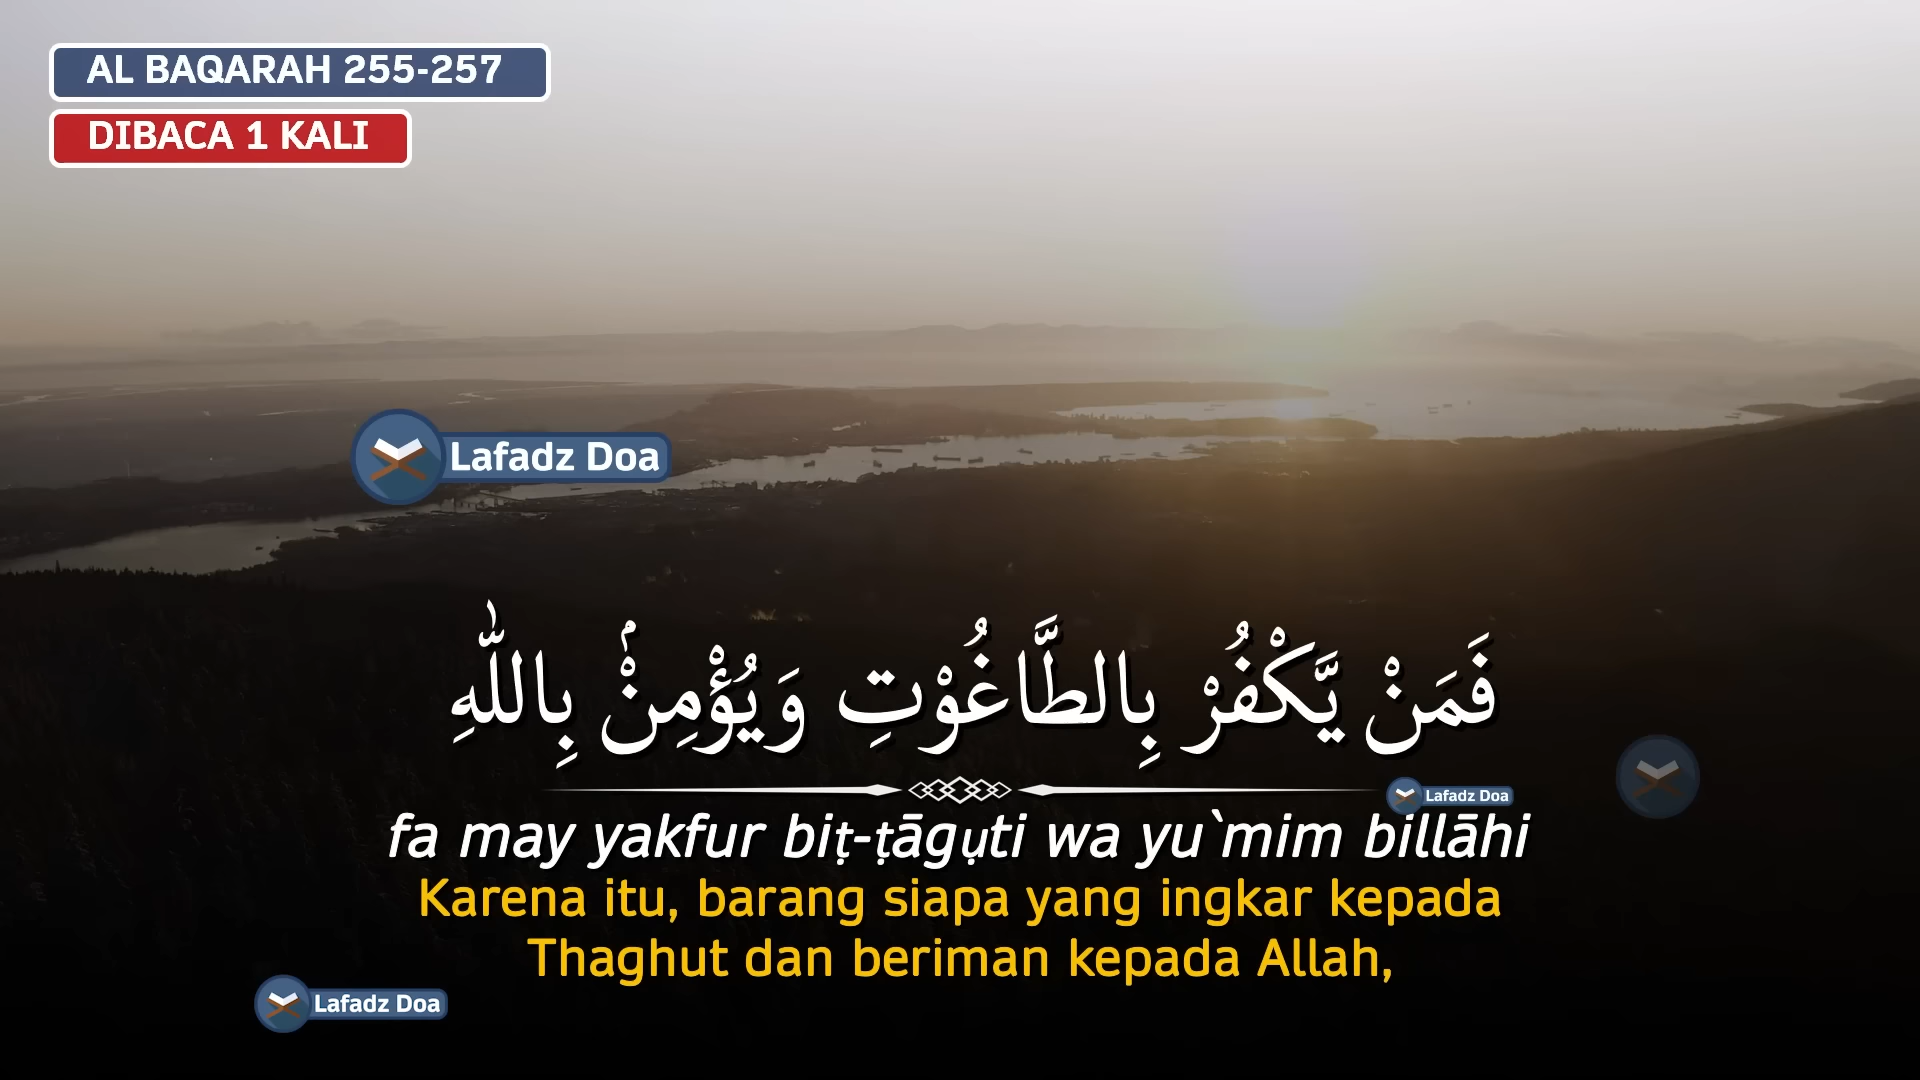 AL BAQARAH 255-257
DIBACA 1 KALI
Lafadz Doa
فَمَنْ يَّكْفُرْ بِالطَّاغُوْتِ وَيُؤْمِنْۢ بِاللّٰهِ
Lafadz Doa
fa may yakfur biṭ-ṭāgụti wa yu`mim billāhi
Karena itu, barang siapa yang ingkar kepada
Thaghut dan beriman kepada Allah,
Lafadz Doa